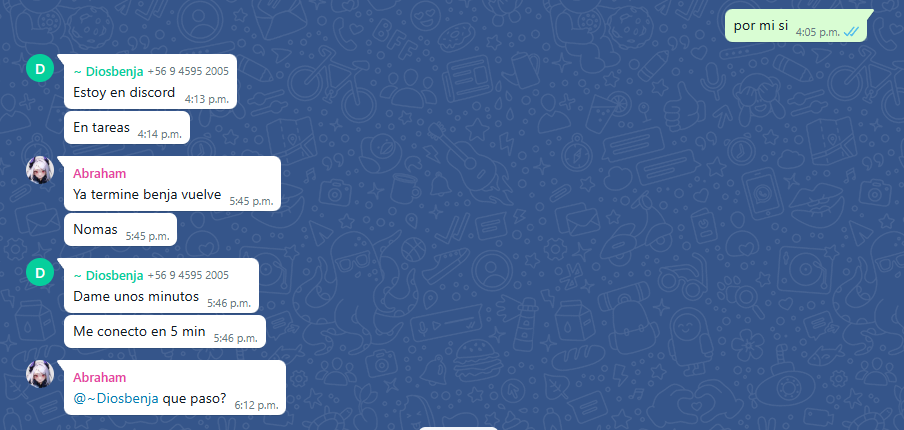 por mi si 4:05 p.m.
D ~ Diosbenja +56 9 4595 2005
Estoy en discord 4:13 p.m.
En tareas 4:14 p.m.
Abraham
Ya termine benja vuelve 5:45 p.m.
Nomas 5:45 p.m.
D ~ Diosbenja +56 9 4595 2005
Dame unos minutos 5:46 p.m.
Me conecto en 5 min 5:46 p.m.
Abraham
@~Diosbenja que paso? 6:12 p.m.